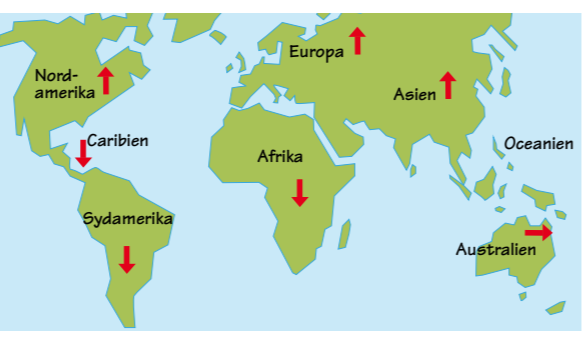 Europa
Nord-
amerika
Asien
Caribien
Oceanien
Afrika
Sydamerika
Australien